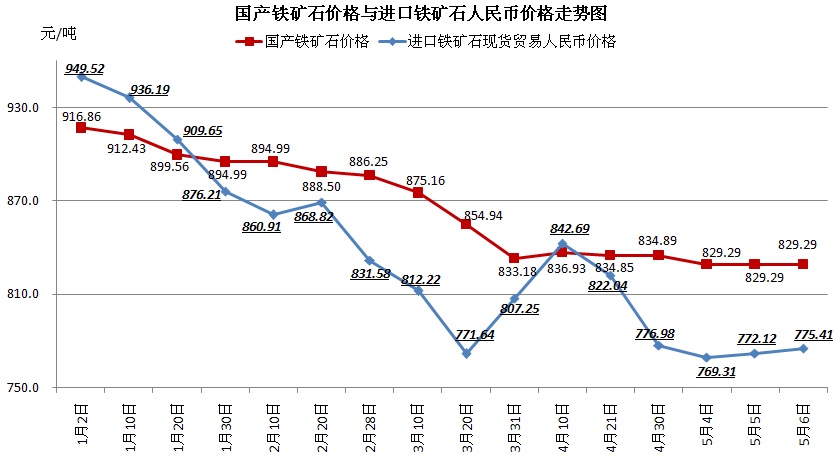 国产铁矿石价格与进口铁矿石人民币价格走势图
元/吨
国产铁矿石价格 进口铁矿石现货贸易人民币价格
949.52
936.19
930.0
916.86
909.65
912.43
899.56
894.99
894.99
888.50
886.25
875.16
876.21
870.0
860.91
868.82
854.94
831.58
812.22
842.69
833.18
836.93
834.85
834.89
829.29
829.29
829.29
822.04
810.0
807.25
771.64
776.98
769.31
772.12
775.41
750.0
1月2日
1月10日
1月20日
1月30日
2月10日
2月20日
2月28日
3月10日
3月20日
3月31日
4月10日
4月21日
4月30日
5月4日
5月5日
5月6日